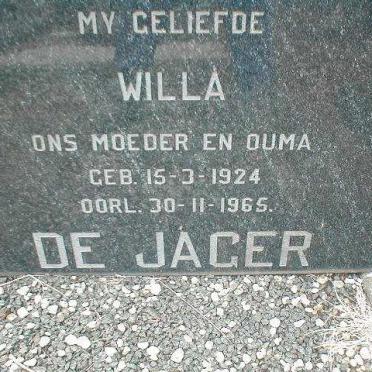 MY GELIEFDE
WILLA
ONS MOEDER EN OUMA
GEB. 15-3-1924
OORL. 30-11-1965.
DE JAGER